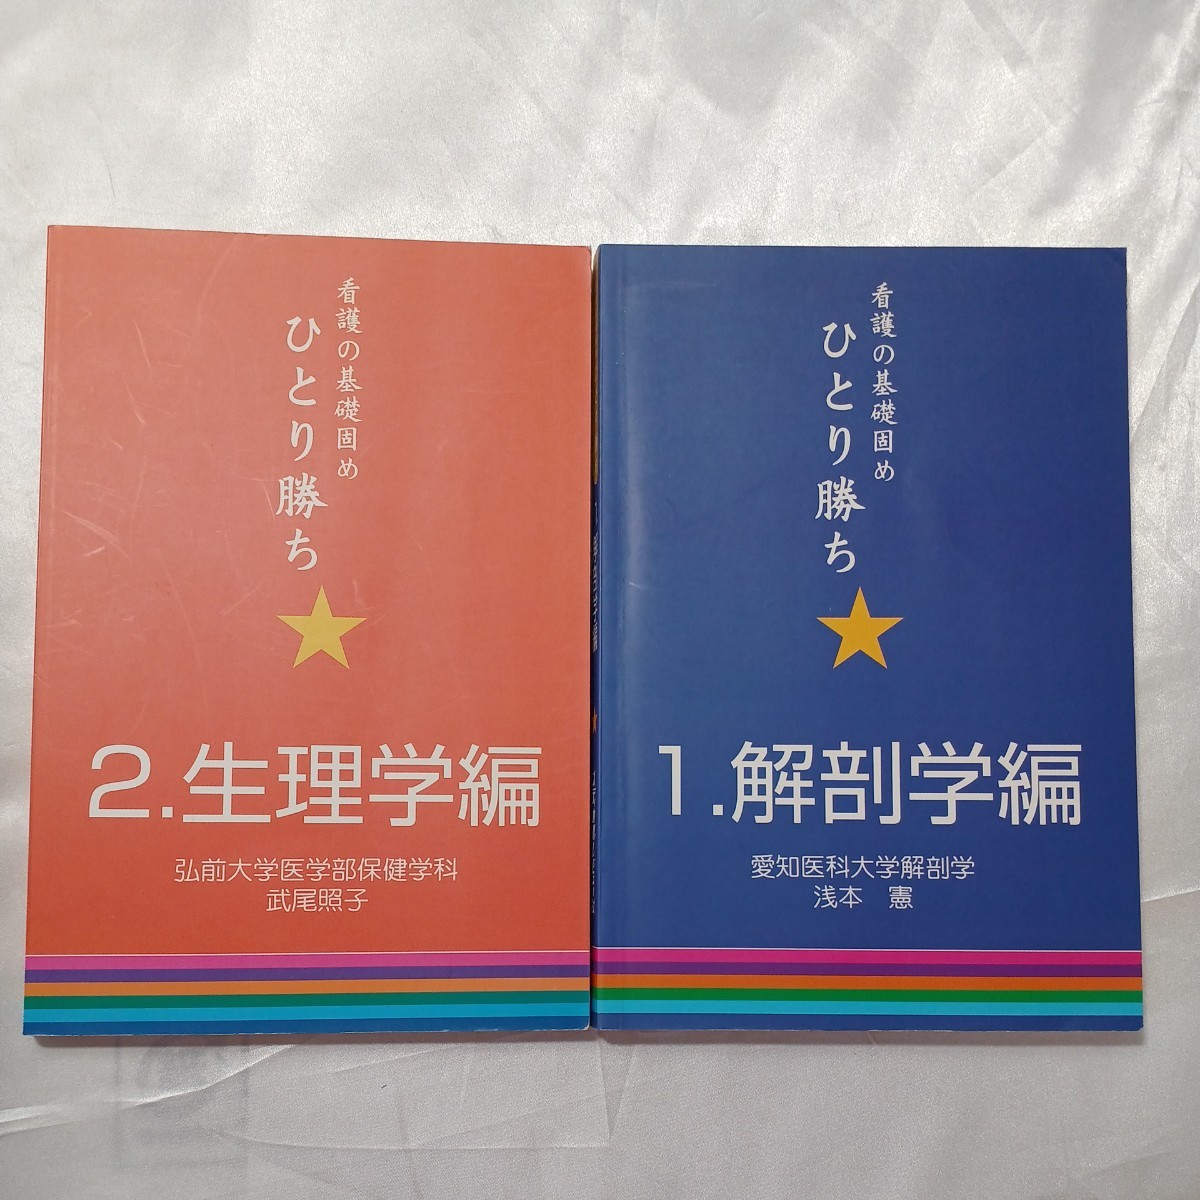 看護の基礎固め
ひとり勝ち
2.生理学編
弘前大学医学部保健学科
武尾照子
看護の基礎固め
ひとり勝ち
1.解剖学編
愛知医科大学解剖学
浅本 憲